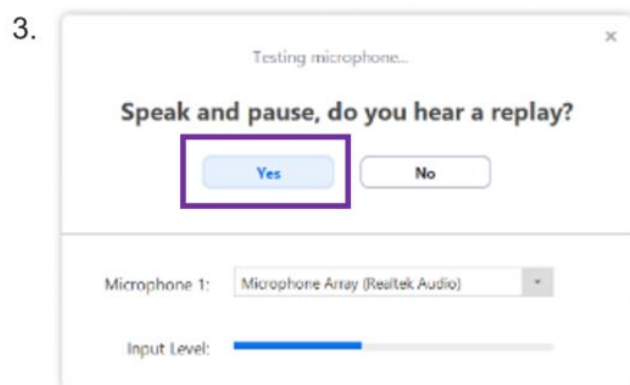 3.
Testing microphone...
Speak and pause, do you hear a replay?
Yes No
Microphone 1: Microphone Array (Realtek Audio)
Input Level: